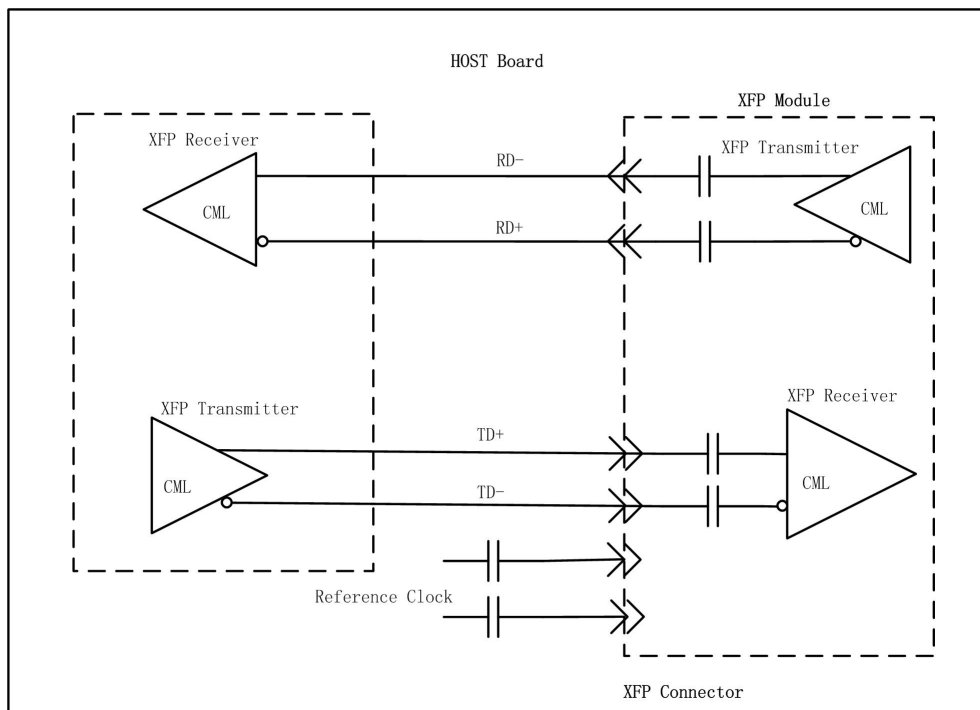 HOST Board
XFP Module
XFP Receiver
RD-
XFP Transmitter
CML
CML
RD+
XFP Transmitter
TD+
XFP Receiver
CML
TD-
CML
Reference Clock
XFP Connector